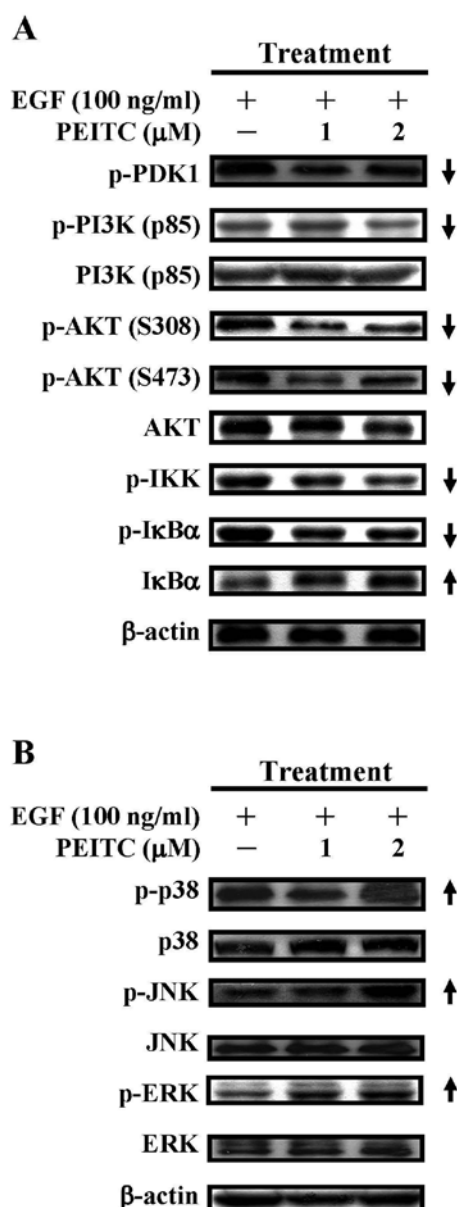 A
Treatment
EGF (100 ng/ml) + + +
PEITC (μM) – 1 2
p-PDK1
p-PI3K (p85)
PI3K (p85)
p-AKT (S308)
p-AKT (S473)
AKT
p-IKK
p-IκBα
IκBα
β-actin
B
Treatment
EGF (100 ng/ml) + + +
PEITC (μM) – 1 2
p-p38
p38
p-JNK
JNK
p-ERK
ERK
β-actin